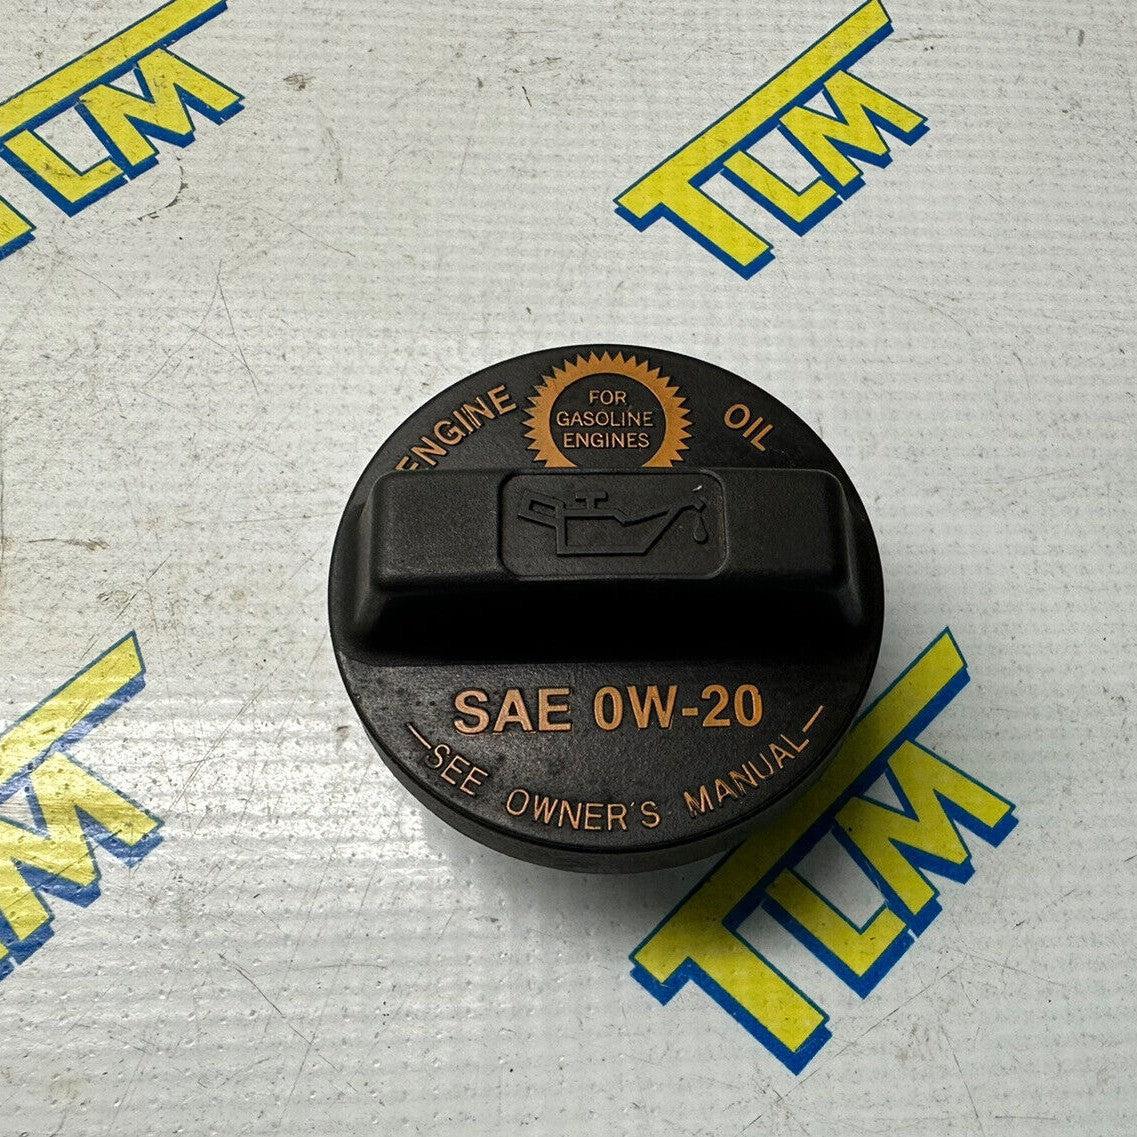 TLM
TLM
ENGINE
FOR
GASOLINE
ENGINES
OIL
SAE 0W-20
—SEE OWNER'S MANUAL—
TLM
TLM